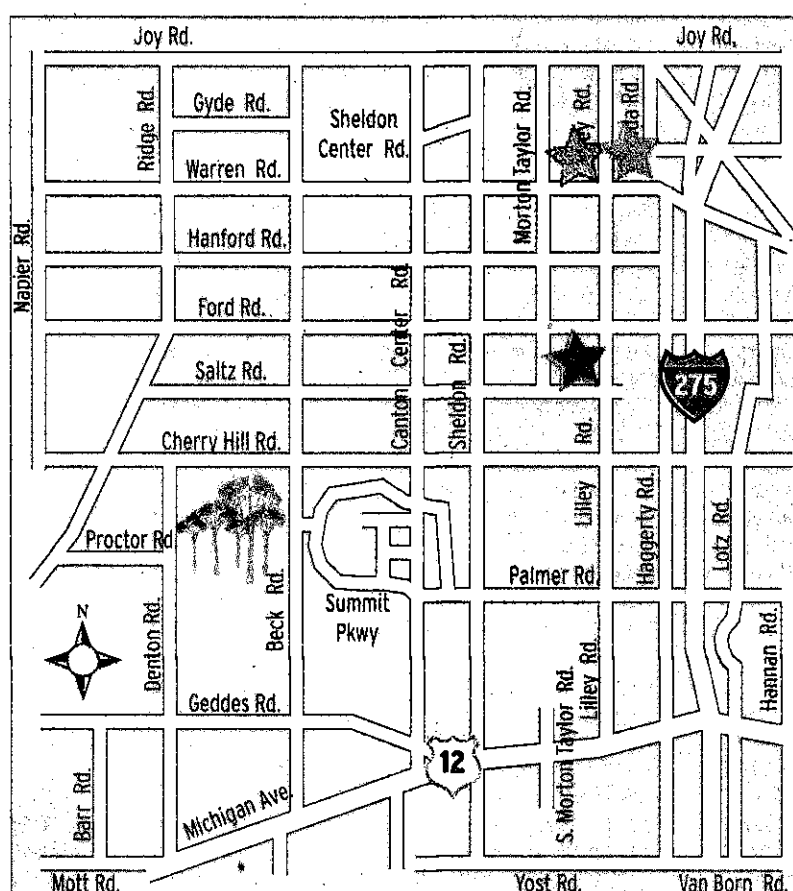 Joy Rd.
Joy Rd.
Gyde Rd.
Ridge Rd.
Sheldon
Center Rd.
Morton Taylor Rd.
Rd.
Rd.
Warren Rd.
Napier Rd.
Hanford Rd.
Ford Rd.
Canton Center Rd.
Sheldon Rd.
Saltz Rd.
275
Cherry Hill Rd.
Lilley Rd.
Haggerty Rd.
Lotz Rd.
Proctor Rd
Beck Rd.
Palmer Rd.
Summit
Pkwy
N
Denton Rd.
Hannan Rd.
Geddes Rd.
S. Morton Taylor Rd.
Lilley Rd.
12
Barr Rd.
Michigan Ave.
Mott Rd.
Yost Rd.
Van Born Rd.